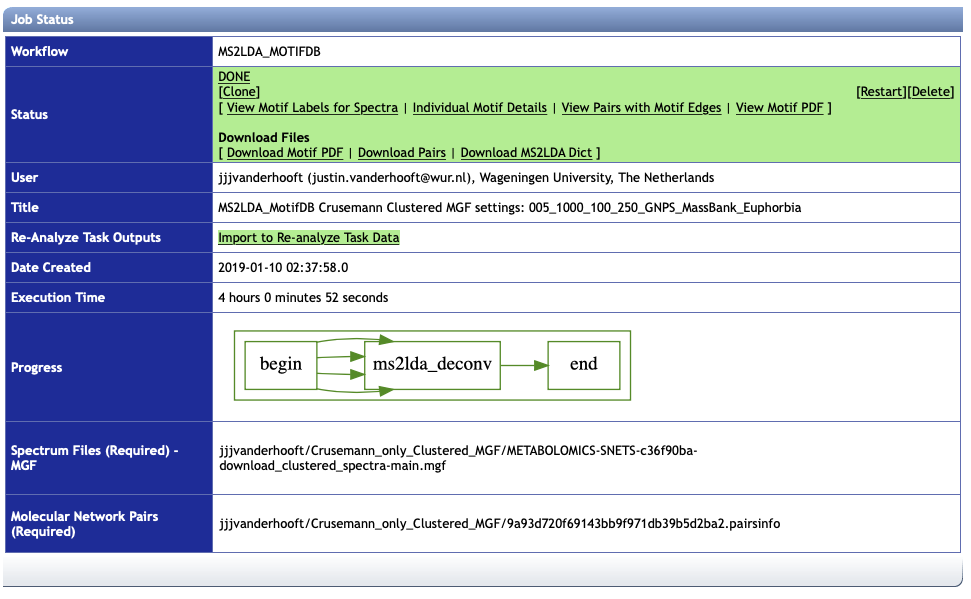 Job Status
Workflow
MS2LDA_MOTIFDB
Status
DONE
[Clone]
[Restart][Delete]
[ View Motif Labels for Spectra | Individual Motif Details | View Pairs with Motif Edges | View Motif PDF ]
Download Files
[ Download Motif PDF | Download Pairs | Download MS2LDA Dict ]
User
jjjvanderhooft (justin.vanderhooft@wur.nl), Wageningen University, The Netherlands
Title
MS2LDA_MotifDB Crusemann Clustered MGF settings: 005_1000_100_250_GNPS_MassBank_Euphorbia
Re-Analyze Task Outputs
Import to Re-analyze Task Data
Date Created
2019-01-10 02:37:58.0
Execution Time
4 hours 0 minutes 52 seconds
Progress
begin
ms2lda_deconv
end
Spectrum Files (Required) -
MGF
jjjvanderhooft/Crusemann_only_Clustered_MGF/METABOLOMICS-SNETS-c36f90ba-
download_clustered_spectra-main.mgf
Molecular Network Pairs
(Required)
jjjvanderhooft/Crusemann_only_Clustered_MGF/9a93d720f69143bb9f971db39b5d2ba2.pairsinfo